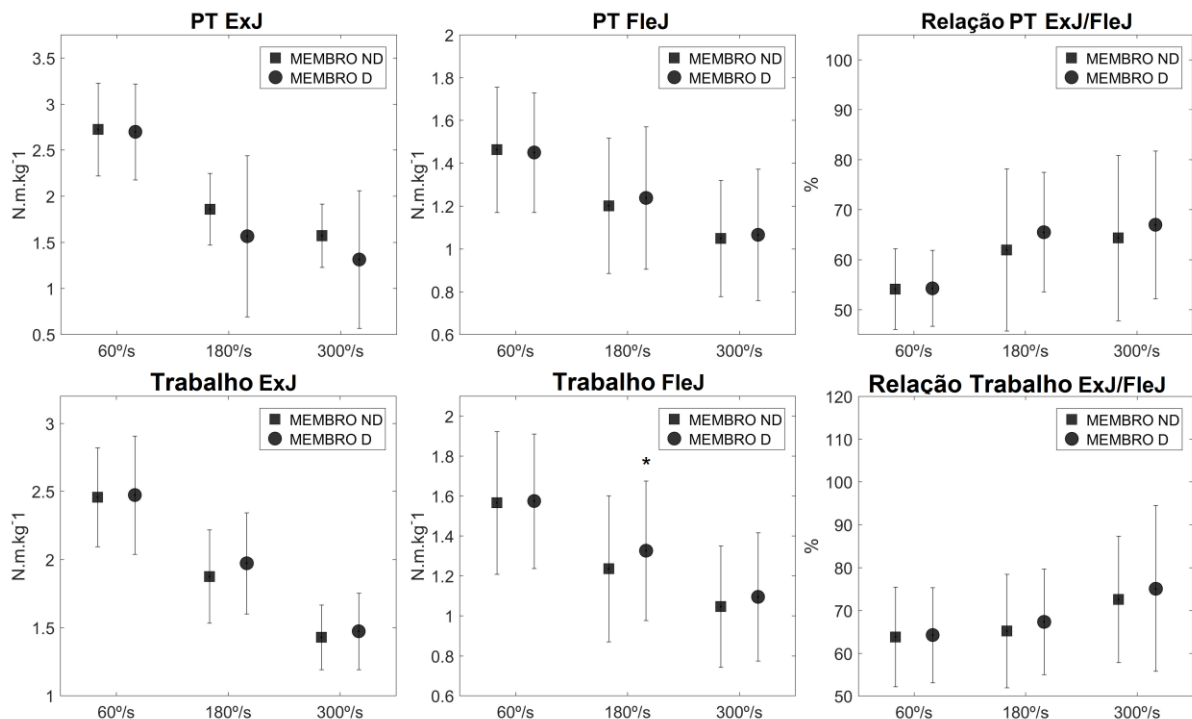 PT ExJ
3.5
3
2.5
2
1.5
1
0.5
N.m.kg-1
MEMBRO ND
MEMBRO D
60º/s 180º/s 300º/s
PT FleJ
2
1.8
1.6
1.4
1.2
1
0.8
0.6
N.m.kg-1
MEMBRO ND
MEMBRO D
60º/s 180º/s 300º/s
Relação PT ExJ/FleJ
100
90
80
70
60
50
%
MEMBRO ND
MEMBRO D
60º/s 180º/s 300º/s
Trabalho ExJ
3
2.5
2
1.5
1
N.m.kg-1
MEMBRO ND
MEMBRO D
60º/s 180º/s 300º/s
Trabalho FleJ
2
1.8
1.6
1.4
1.2
1
0.8
0.6
N.m.kg-1
MEMBRO ND
MEMBRO D
*
60º/s 180º/s 300º/s
Relação Trabalho ExJ/FleJ
120
110
100
90
80
70
60
50
%
MEMBRO ND
MEMBRO D
60º/s 180º/s 300º/s